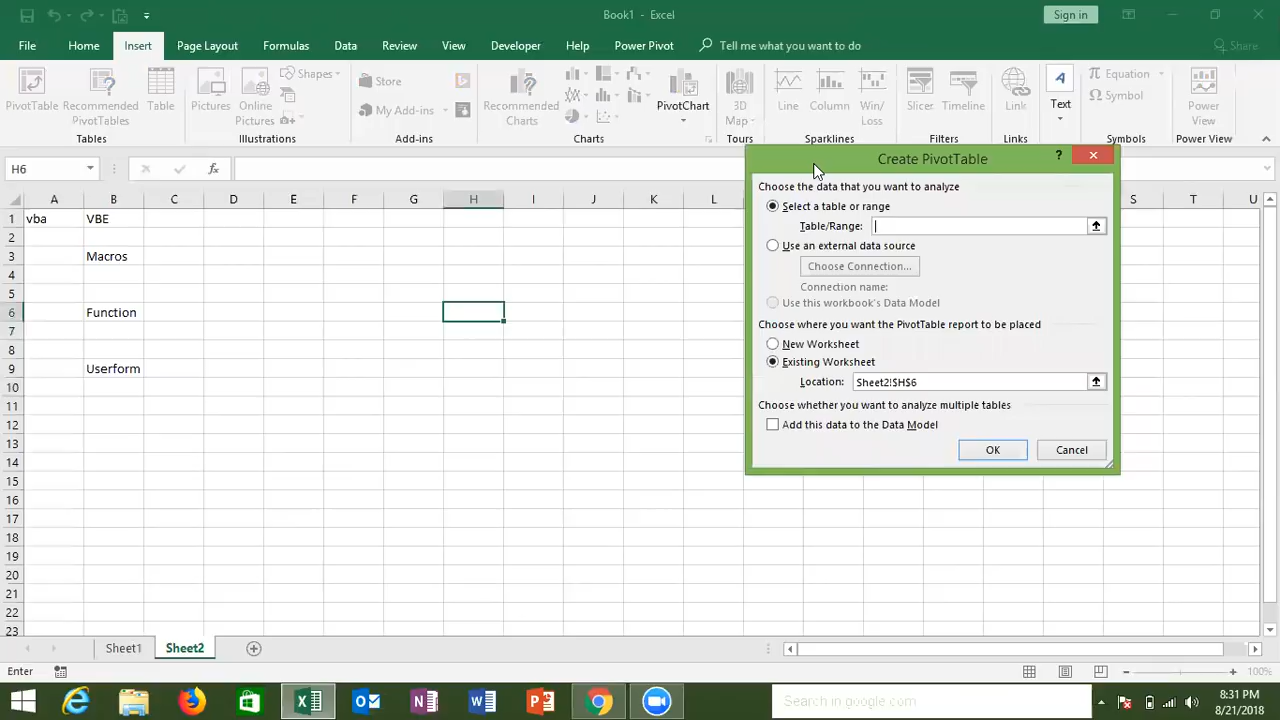 Book1 - Excel
Sign in
File Home Insert Page Layout Formulas Data Review View Developer Help Power Pivot Tell me what you want to do Share
PivotTable Recommended PivotTables Table
Pictures Online Pictures Shapes
Store
My Add-ins
Recommended Charts
PivotChart
3D Map
Line Column Win/Loss
Slicer Timeline
Link
Text
Equation
Symbol
Power View
Tables Illustrations Add-ins Charts Tours Sparklines Filters Links Symbols Power View
H6 fx
A B C D E F G H I J K L S T U
1 vba VBE
2
3 Macros
4
5
6 Function
7
8
9 Userform
10
11
12
13
14
15
16
17
18
19
20
21
22
23
Create PivotTable ?
Choose the data that you want to analyze
Select a table or range
Table/Range:
Use an external data source
Choose Connection...
Connection name:
Use this workbook's Data Model
Choose where you want the PivotTable report to be placed
New Worksheet
Existing Worksheet
Location: Sheet2!$H$6
Choose whether you want to analyze multiple tables
Add this data to the Data Model
OK Cancel
Sheet1 Sheet2
Enter 100%
Search in google.com
8:31 PM
8/21/2018